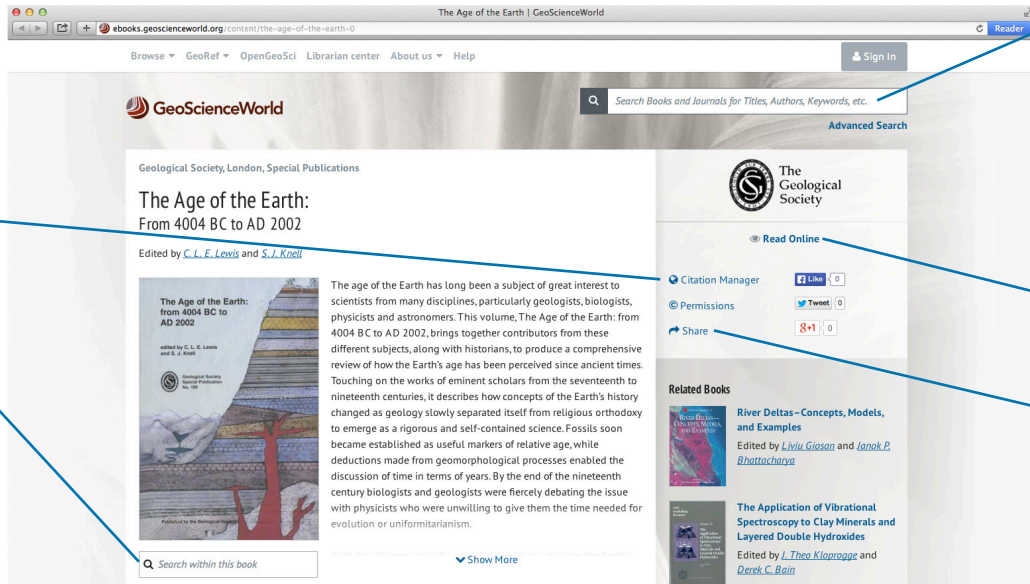 The Age of the Earth | GeoScienceWorld
ebooks.geoscienceworld.org/content/the-age-of-the-earth-0
Reader
Browse GeoRef OpenGeoSci Librarian center About us Help
Sign In
GeoScienceWorld
Search Books and Journals for Titles, Authors, Keywords, etc.
Advanced Search
Geological Society, London, Special Publications
The Age of the Earth:
From 4004 BC to AD 2002
Edited by C. L. E. Lewis and S. J. Knell
The Age of the Earth:
from 4004 BC to
AD 2002
edited by C. L. E. Lewis
and S. J. Knell
Geological Society
Special Publication
No. 190
Published by the Geological Society
Search within this book
The age of the Earth has long been a subject of great interest to
scientists from many disciplines, particularly geologists, biologists,
physicists and astronomers. This volume, The Age of the Earth: from
4004 BC to AD 2002, brings together contributors from these
different subjects, along with historians, to produce a comprehensive
review of how the Earth's age has been perceived since ancient times.
Touching on the works of eminent scholars from the seventeenth to
nineteenth centuries, it describes how concepts of the Earth's history
changed as geology slowly separated itself from religious orthodoxy
to emerge as a rigorous and self-contained science. Fossils soon
became established as useful markers of relative age, while
deductions made from geomorphological processes enabled the
discussion of time in terms of years. By the end of the nineteenth
century biologists and geologists were fiercely debating the issue
with physicists who were unwilling to give them the time needed for
evolution or uniformitarianism.
Show More
The
Geological
Society
Read Online
Citation Manager
Like 0
© Permissions
Tweet 0
Share
g+1 0
Related Books
River Deltas—
Concepts, Models,
and Examples
River Deltas–Concepts, Models,
and Examples
Edited by Liviu Giosan and Janok P.
Bhattacharya
The Application of Vibrational
Spectroscopy to Clay Minerals and
Layered Double Hydroxides
Edited by J. Theo Kloprogge and
Derek C. Bain